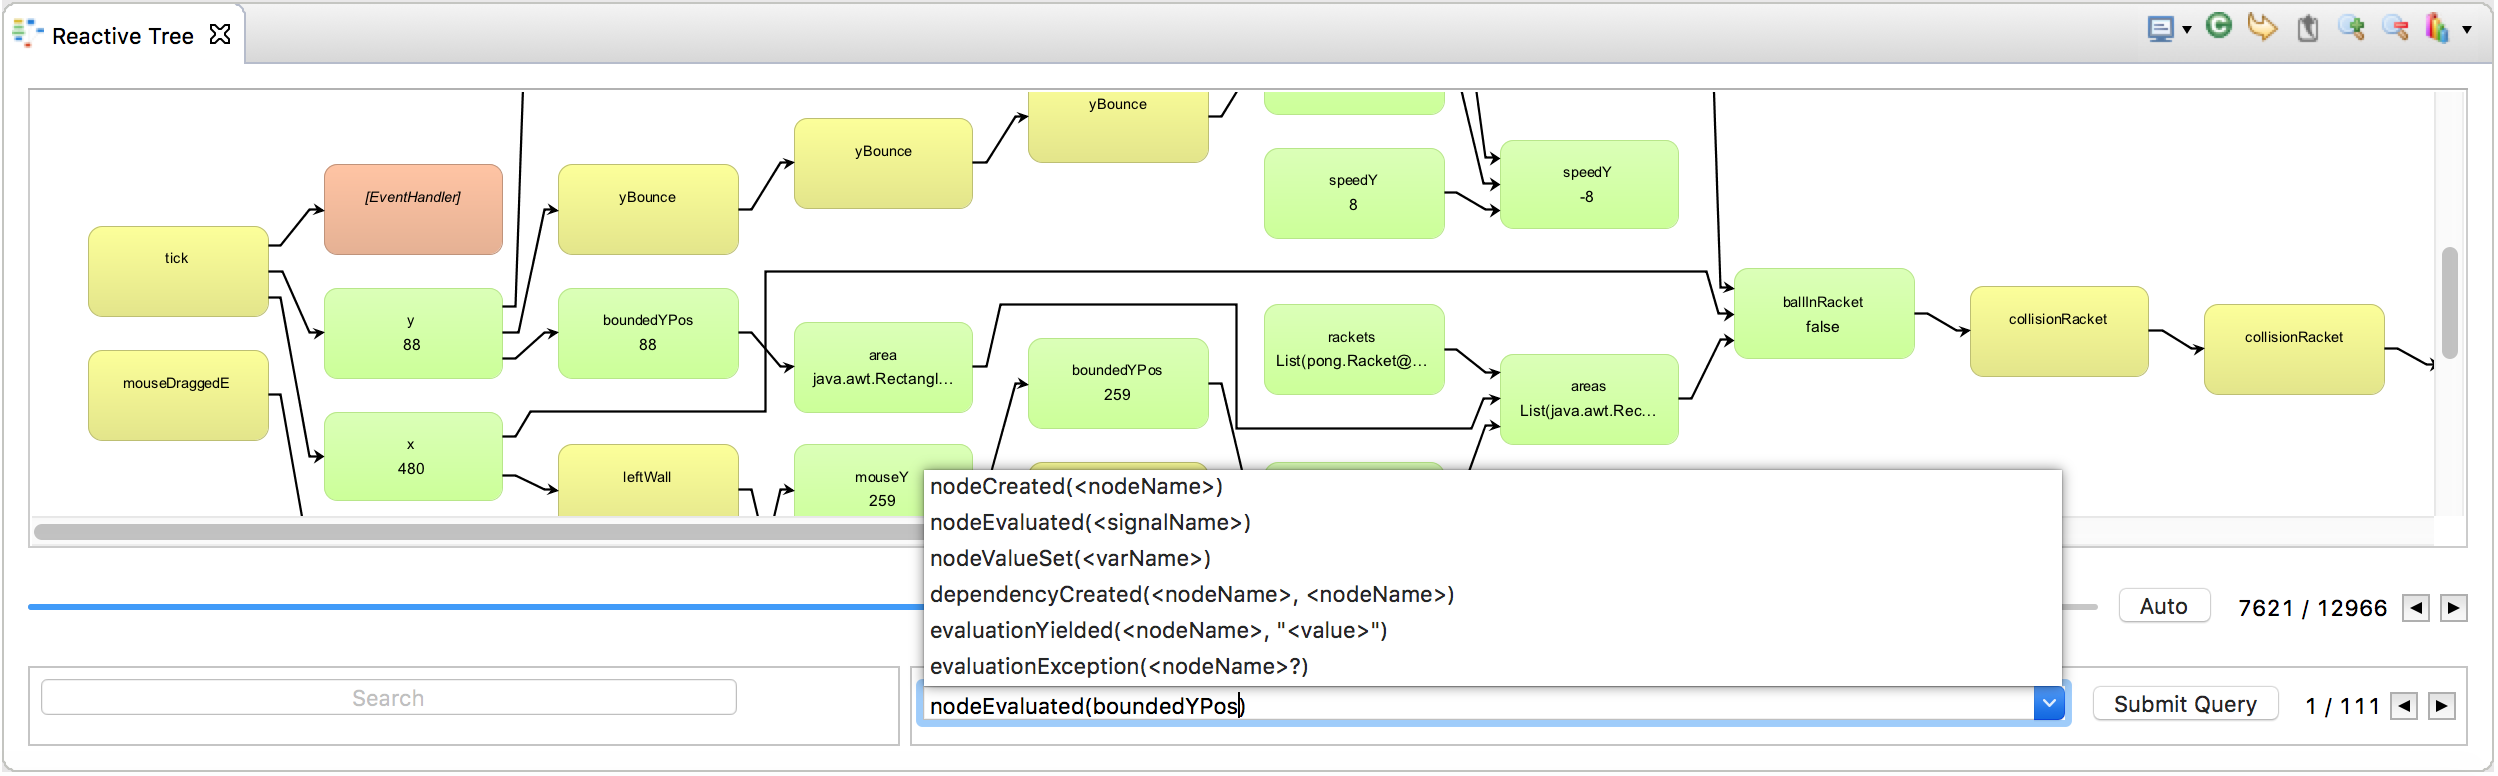 Reactive Tree
yBounce
yBounce
[EventHandler]
yBounce
speedY
8
speedY
-8
tick
y
88
boundedYPos
88
area
java.awt.Rectangl...
boundedYPos
259
rackets
List(pong.Racket@...
areas
List(java.awt.Rec...
ballInRacket
false
collisionRacket
collisionRacket
mouseDraggedE
x
480
leftWall
mouseY
259
nodeCreated(<nodeName>)
nodeEvaluated(<signalName>)
nodeValueSet(<varName>)
dependencyCreated(<nodeName>, <nodeName>)
evaluationYielded(<nodeName>, "<value>")
evaluationException(<nodeName>?)
Auto
7621 / 12966
Search
nodeEvaluated(boundedYPos)
Submit Query
1 / 111